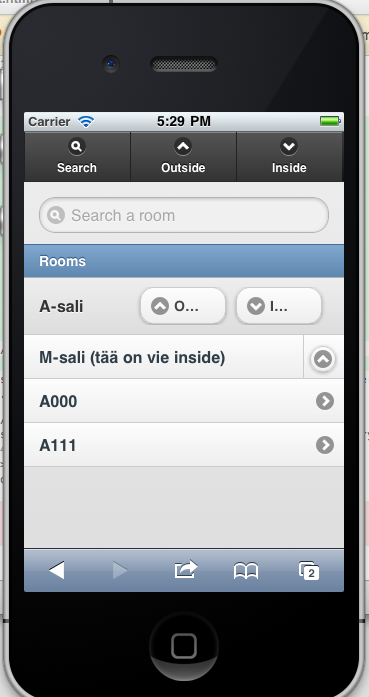 Carrier 5:29 PM
Search Outside Inside
Search a room
Rooms
A-sali O... I...
M-sali (tää on vie inside)
A000
A111
2